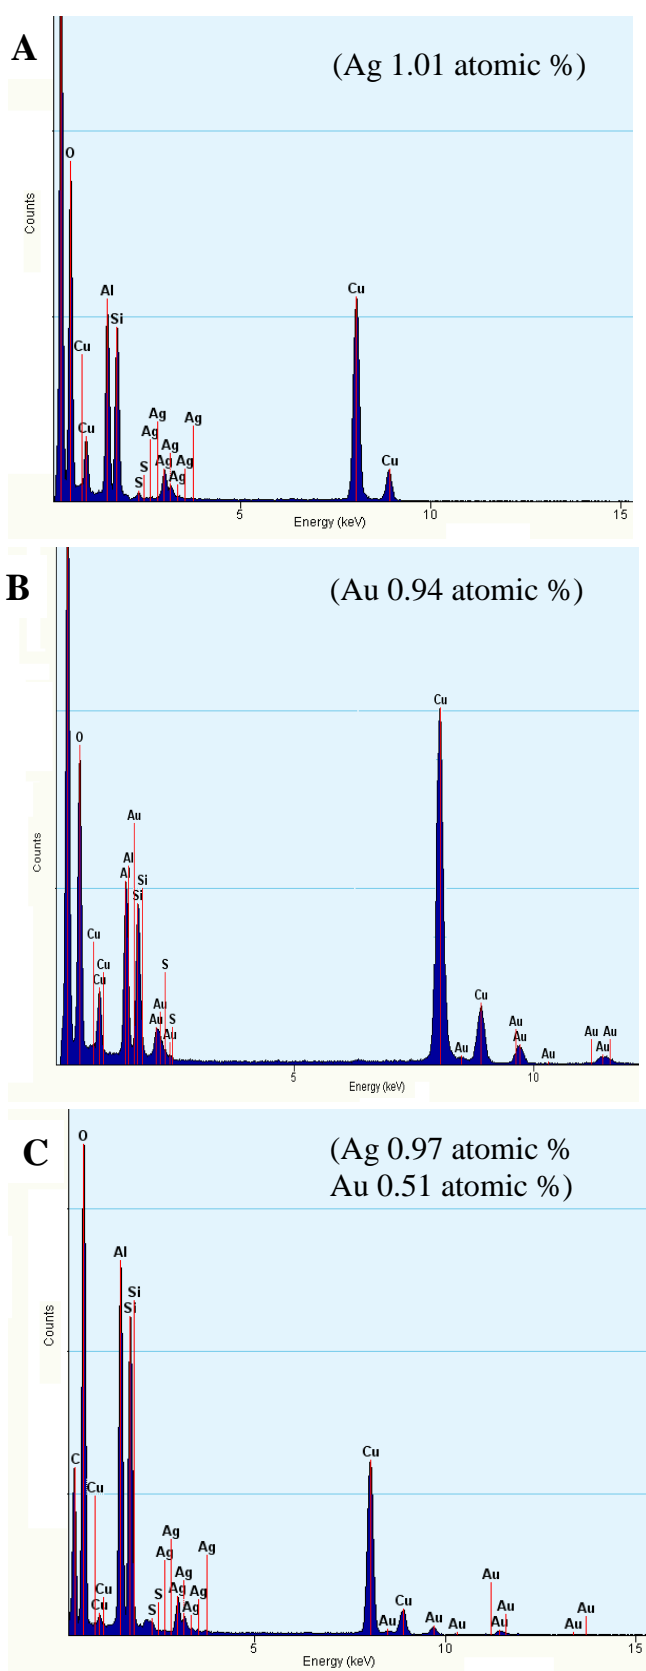 A
(Ag 1.01 atomic %)
O
Al
Si
Cu
Cu
Cu
Ag
Ag
Ag
Ag
Ag
Ag
Ag
S
S
Cu
Counts
5
10
15
Energy (keV)
B
(Au 0.94 atomic %)
Cu
O
Au
Al
Al
Si
Si
Cu
Cu
Cu
S
Au
Au
Au
S
Cu
Au
Au
Au
Au
Au
Au
Au
Counts
5
10
Energy (keV)
C
(Ag 0.97 atomic %
Au 0.51 atomic %)
O
Al
Si
Si
C
Cu
Cu
Cu
Ag
Ag
Ag
Ag
Ag
Ag
Ag
S
S
Cu
Cu
Au
Au
Au
Au
Au
Au
Au
Au
Counts
5
10
15
Energy (keV)